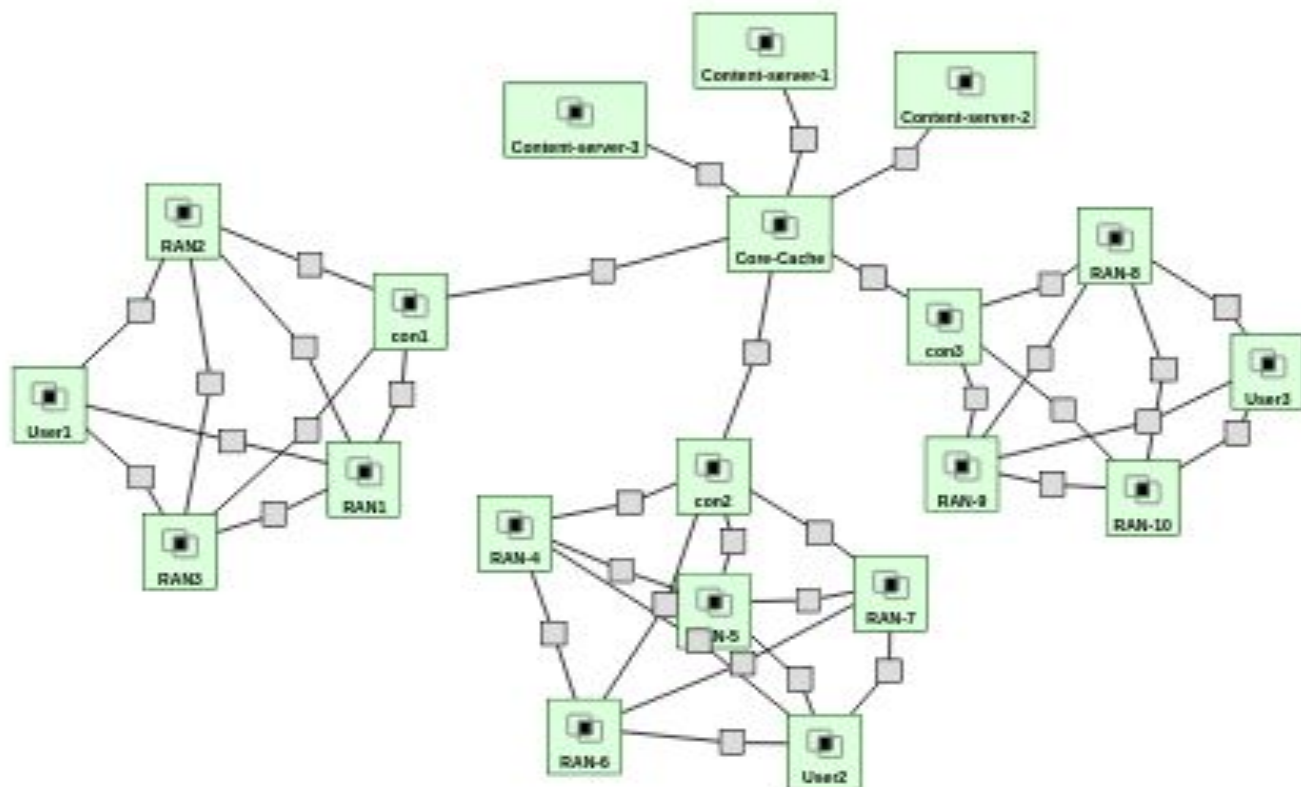 Content-server-1
Content-server-2
Content-server-3
RAN2
Core-Cache
RAN-8
con1
con3
User1
User3
RAN1
con2
RAN-9
RAN-10
RAN-4
RAN3
RAN-7
N-5
RAN-6
User2